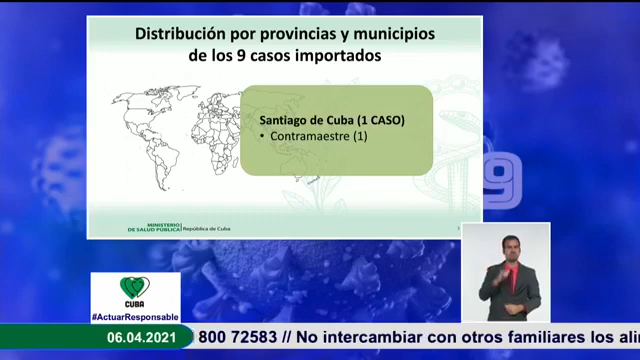 Distribución por provincias y municipios
de los 9 casos importados
Santiago de Cuba (1 CASO)
• Contramaestre (1)
MINISTERIO
DE SALUD PÚBLICA
República de Cuba
9
CUBA
#ActuarResponsable
06.04.2021
800 72583 // No intercambiar con otros familiares los ali